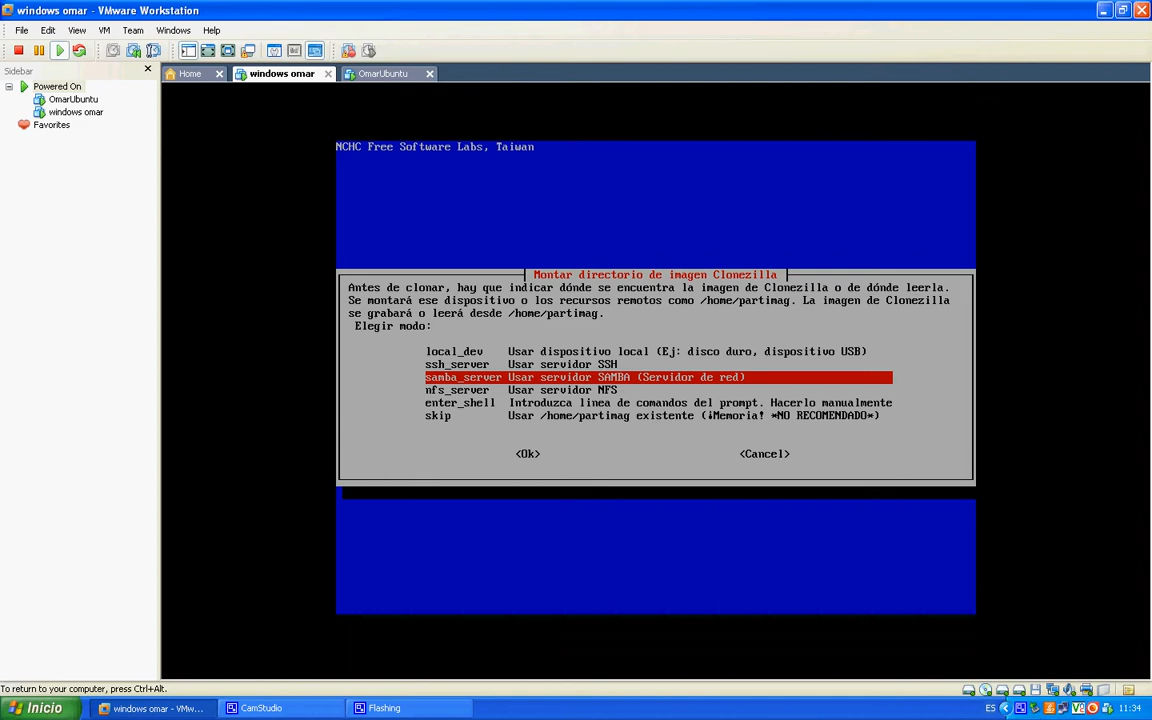 windows omar - VMware Workstation
File Edit View VM Team Windows Help
Sidebar
Home
windows omar
OmarUbuntu
Powered On
OmarUbuntu
windows omar
Favorites
NCHC Free Software Labs, Taiwan
Montar directorio de imagen Clonezilla
Antes de clonar, hay que indicar dónde se encuentra la imagen de Clonezilla o de dónde leerla.
Se montará ese dispositivo o los recursos remotos como /home/partimag. La imagen de Clonezilla
se grabará o leerá desde /home/partimag.
Elegir modo:
local_dev Usar dispositivo local (Ej: disco duro, dispositivo USB)
ssh_server Usar servidor SSH
samba_server Usar servidor SAMBA (Servidor de red)
nfs_server Usar servidor NFS
enter_shell Introduzca linea de comandos del prompt. Hacerlo manualmente
skip Usar /home/partimag existente (¡Memoria! *NO RECOMENDADO*)
<Ok> <Cancel>
To return to your computer, press Ctrl+Alt.
Inicio
windows omar - VMw...
CamStudio
Flashing
ES
11:34